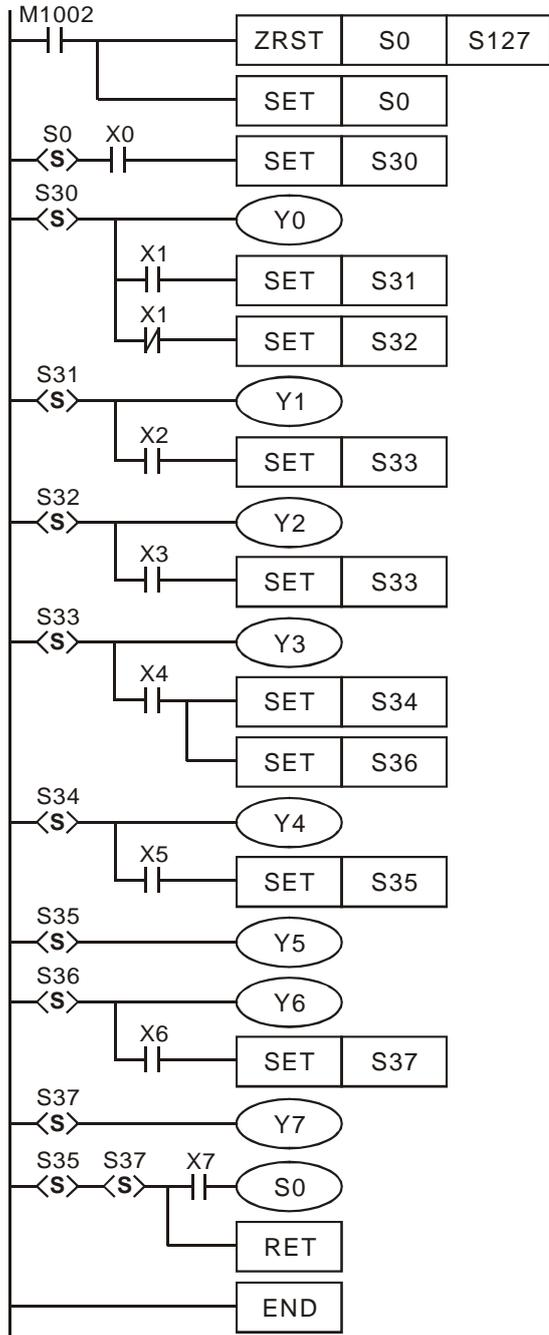 M1002
ZRST S0 S127
SET S0
S0 X0
S SET S30
S30
S Y0
X1
SET S31
X1
SET S32
S31
S Y1
X2
SET S33
S32
S Y2
X3
SET S33
S33
S Y3
X4
SET S34
SET S36
S34
S Y4
X5
SET S35
S35
S Y5
S36
S Y6
X6
SET S37
S37
S Y7
S35 S37 X7
S S S0
RET
END